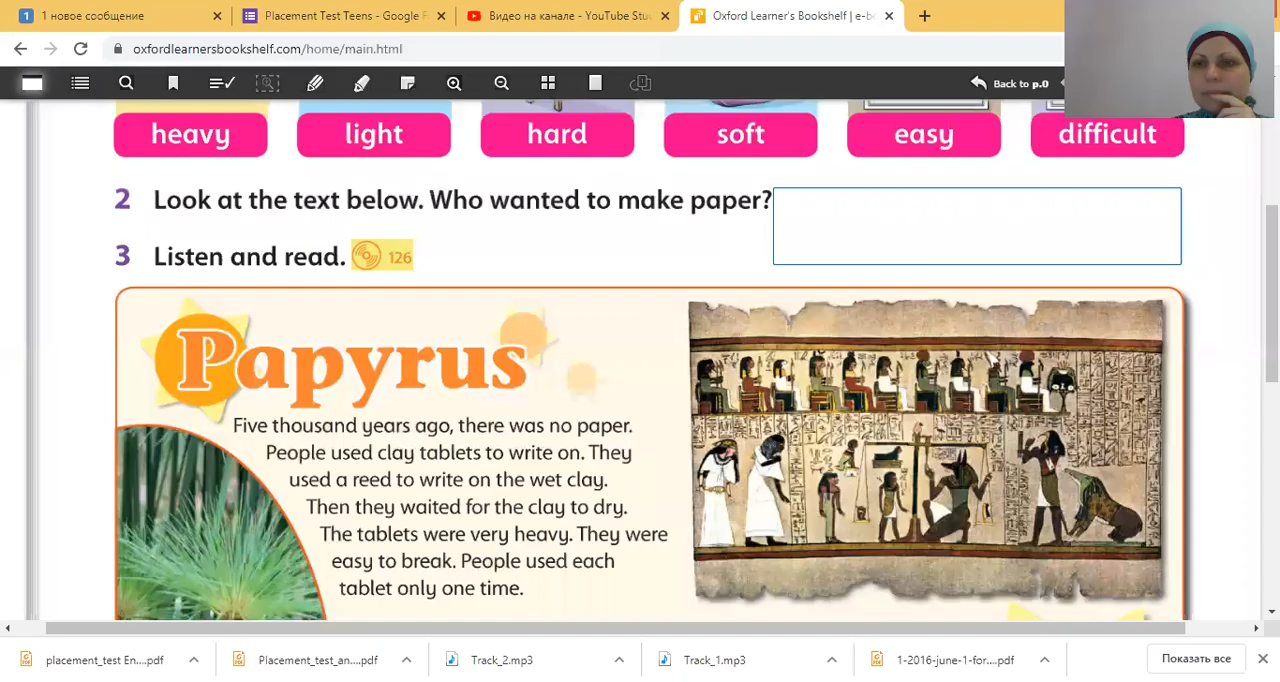 1 новое сообщение
Placement Test Teens - Google F
Видео на канале - YouTube Stu
Oxford Learner's Bookshelf | e-b
oxfordlearnersbookshelf.com/home/main.html
Back to p.0
heavy light hard soft easy difficult
2 Look at the text below. Who wanted to make paper?
3 Listen and read. 126
Papyrus
Five thousand years ago, there was no paper.
People used clay tablets to write on. They
used a reed to write on the wet clay.
Then they waited for the clay to dry.
The tablets were very heavy. They were
easy to break. People used each
tablet only one time.
placement_test En....pdf
Placement_test_an....pdf
Track_2.mp3
Track_1.mp3
1-2016-june-1-for....pdf
Показать все